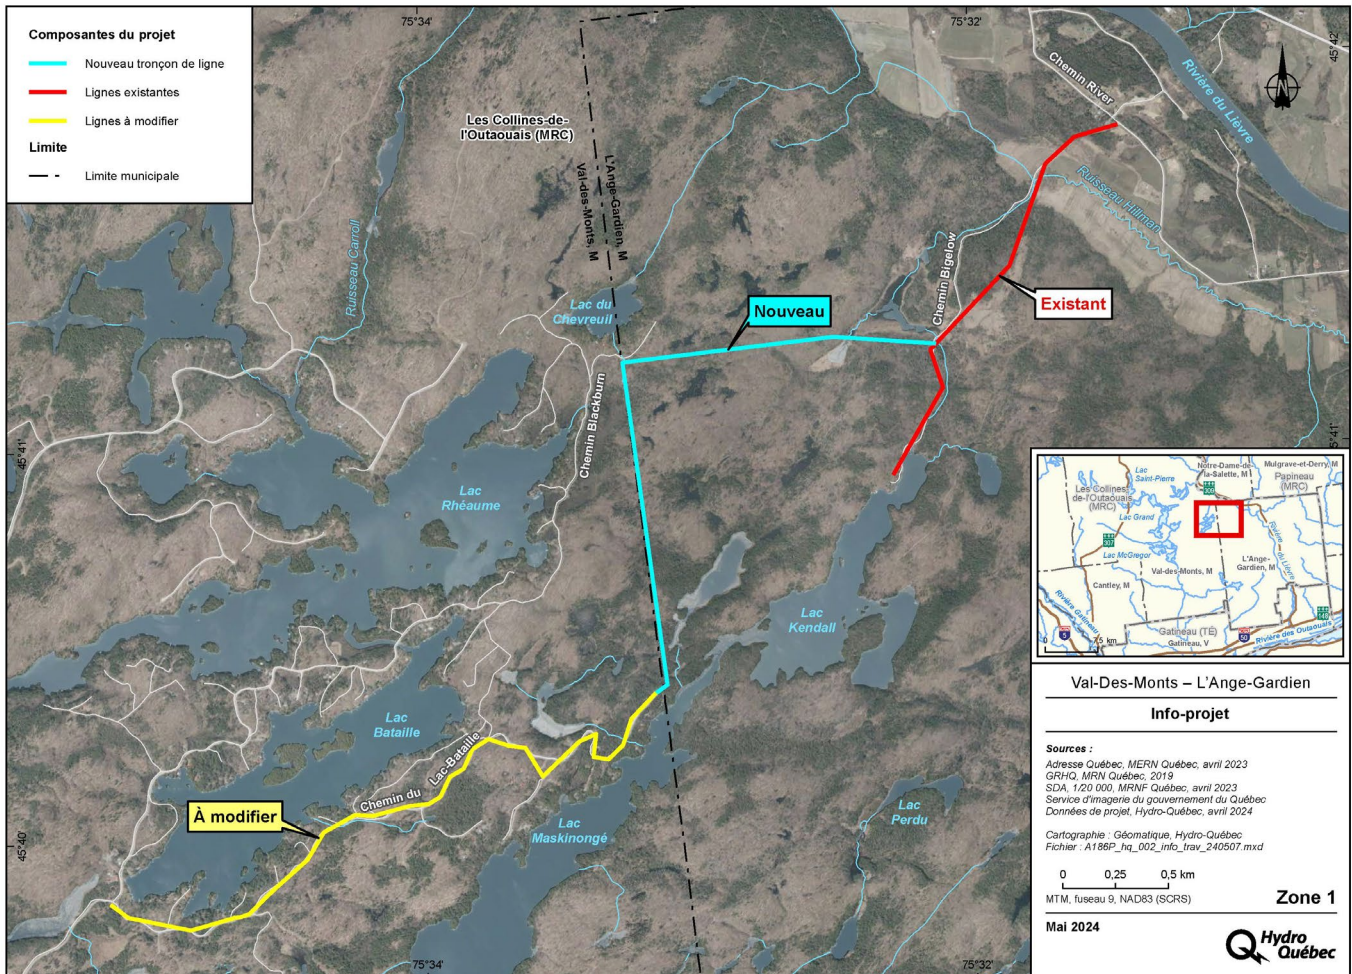 Composantes du projet
Nouveau tronçon de ligne
Lignes existantes
Lignes à modifier
Limite
Limite municipale
75°34'
75°32'
45°42'
Les Collines-de-
l'Outaouais (MRC)
L'Ange-Gardien, M
Val-des-Monts, M
Chemin River
Rivière du Lièvre
N
Ruisseau Hillman
Ruisseau Carroll
Chemin Bigelow
Lac du
Chevreuil
Nouveau
Existant
Chemin Blackburn
45°41'
45°41'
Lac
Rhéaume
Lac
Kendall
Lac
Bataille
Chemin du Lac-Bataille
À modifier
Lac
Maskinongé
Lac
Perdu
45°40'
75°34'
75°32'
Notre-Dame-de-
la-Salette, M
Mulgrave-et-Derry, M
Papineau
(MRC)
Lac
Saint-Pierre
Les Collines-
de-l'Outaouais
(MRC)
309
Lac Grand
307
Lac McGregor
Rivière du Lièvre
L'Ange-
Gardien, M
Val-des-Monts, M
Cantley, M
Rivière Gatineau
Gatineau (TÉ)
Gatineau, V
148
50
5
Rivière des Outaouais
0 7,5 km
Val-Des-Monts – L'Ange-Gardien
Info-projet
Sources :
Adresse Québec, MERN Québec, avril 2023
GRHQ, MRN Québec, 2019
SDA, 1/20 000, MRNF Québec, avril 2023
Service d'imagerie du gouvernement du Québec
Données de projet, Hydro-Québec, avril 2024
Cartographie : Géomatique, Hydro-Québec
Fichier : A186P_hq_002_info_trav_240507.mxd
0 0,25 0,5 km
MTM, fuseau 9, NAD83 (SCRS)
Zone 1
Mai 2024
Hydro
Québec